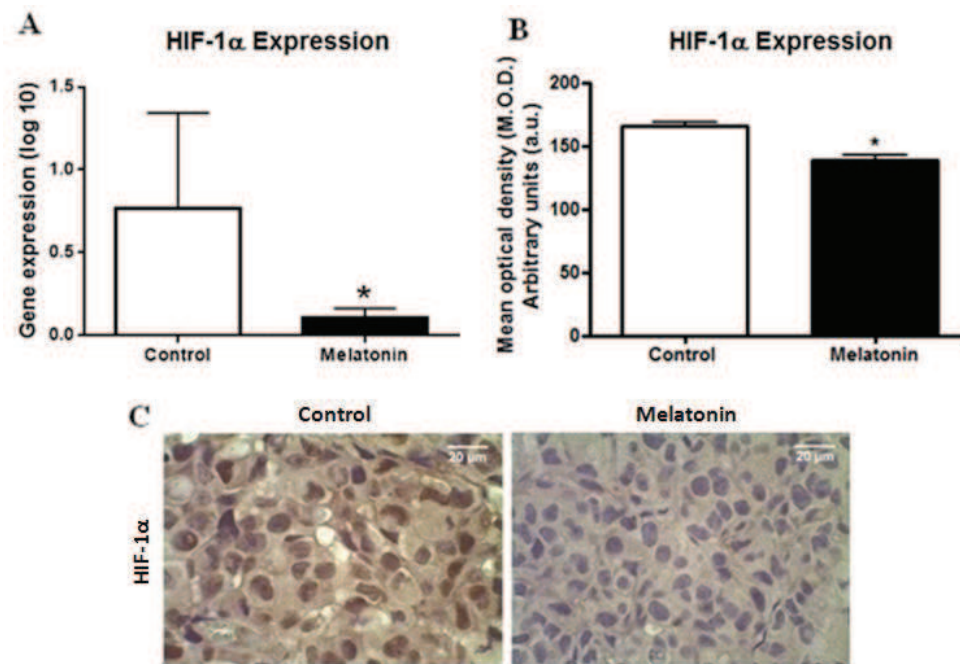 A
HIF-1α Expression
Gene expression (log 10)
1.5
1.0
0.5
0.0
*
Control
Melatonin
B
HIF-1α Expression
Mean optical density (M.O.D.)
Arbitrary units (a.u.)
200
150
100
50
0
*
Control
Melatonin
C
Control
Melatonin
HIF-1α
20 µm
20 µm